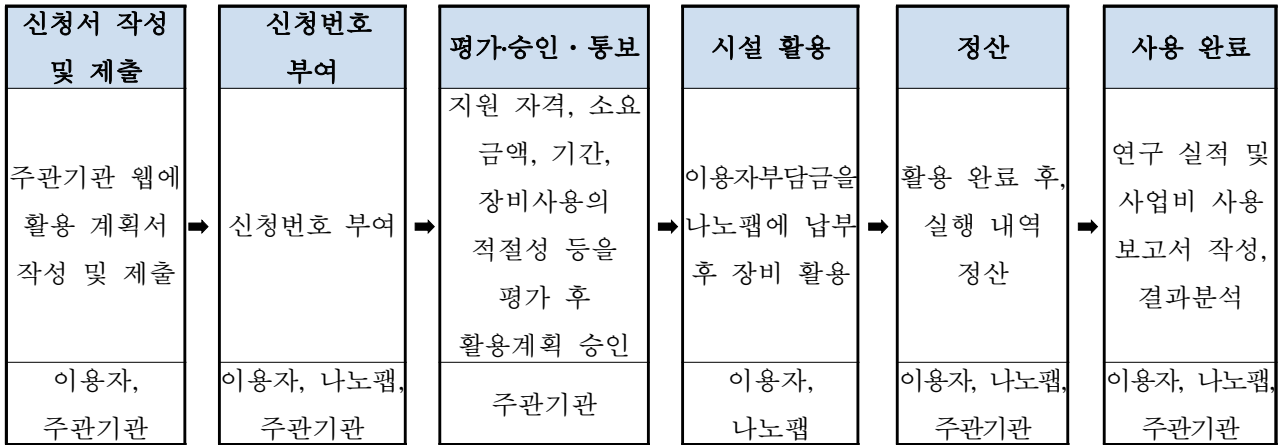 신청서 작성
및 제출
주관기관 웹에
활용 계획서
작성 및 제출
이용자,
주관기관
➡
신청번호
부여
신청번호 부여
이용자, 나노팹,
주관기관
➡
평가·승인·통보
지원 자격, 소요
금액, 기간,
장비사용의
적절성 등을
평가 후
활용계획 승인
주관기관
➡
시설 활용
이용자부담금을
나노팹에 납부
후 장비 활용
이용자,
나노팹
➡
정산
활용 완료 후,
실행 내역
정산
이용자, 나노팹,
주관기관
➡
사용 완료
연구 실적 및
사업비 사용
보고서 작성,
결과분석
이용자, 나노팹,
주관기관